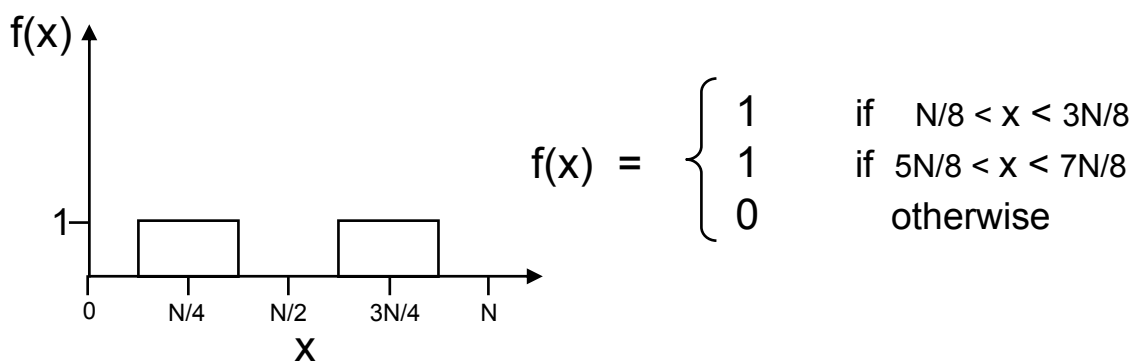 f(x)
1
0 N/4 N/2 3N/4 N
x
f(x) = {
1 if N/8 < x < 3N/8
1 if 5N/8 < x < 7N/8
0 otherwise